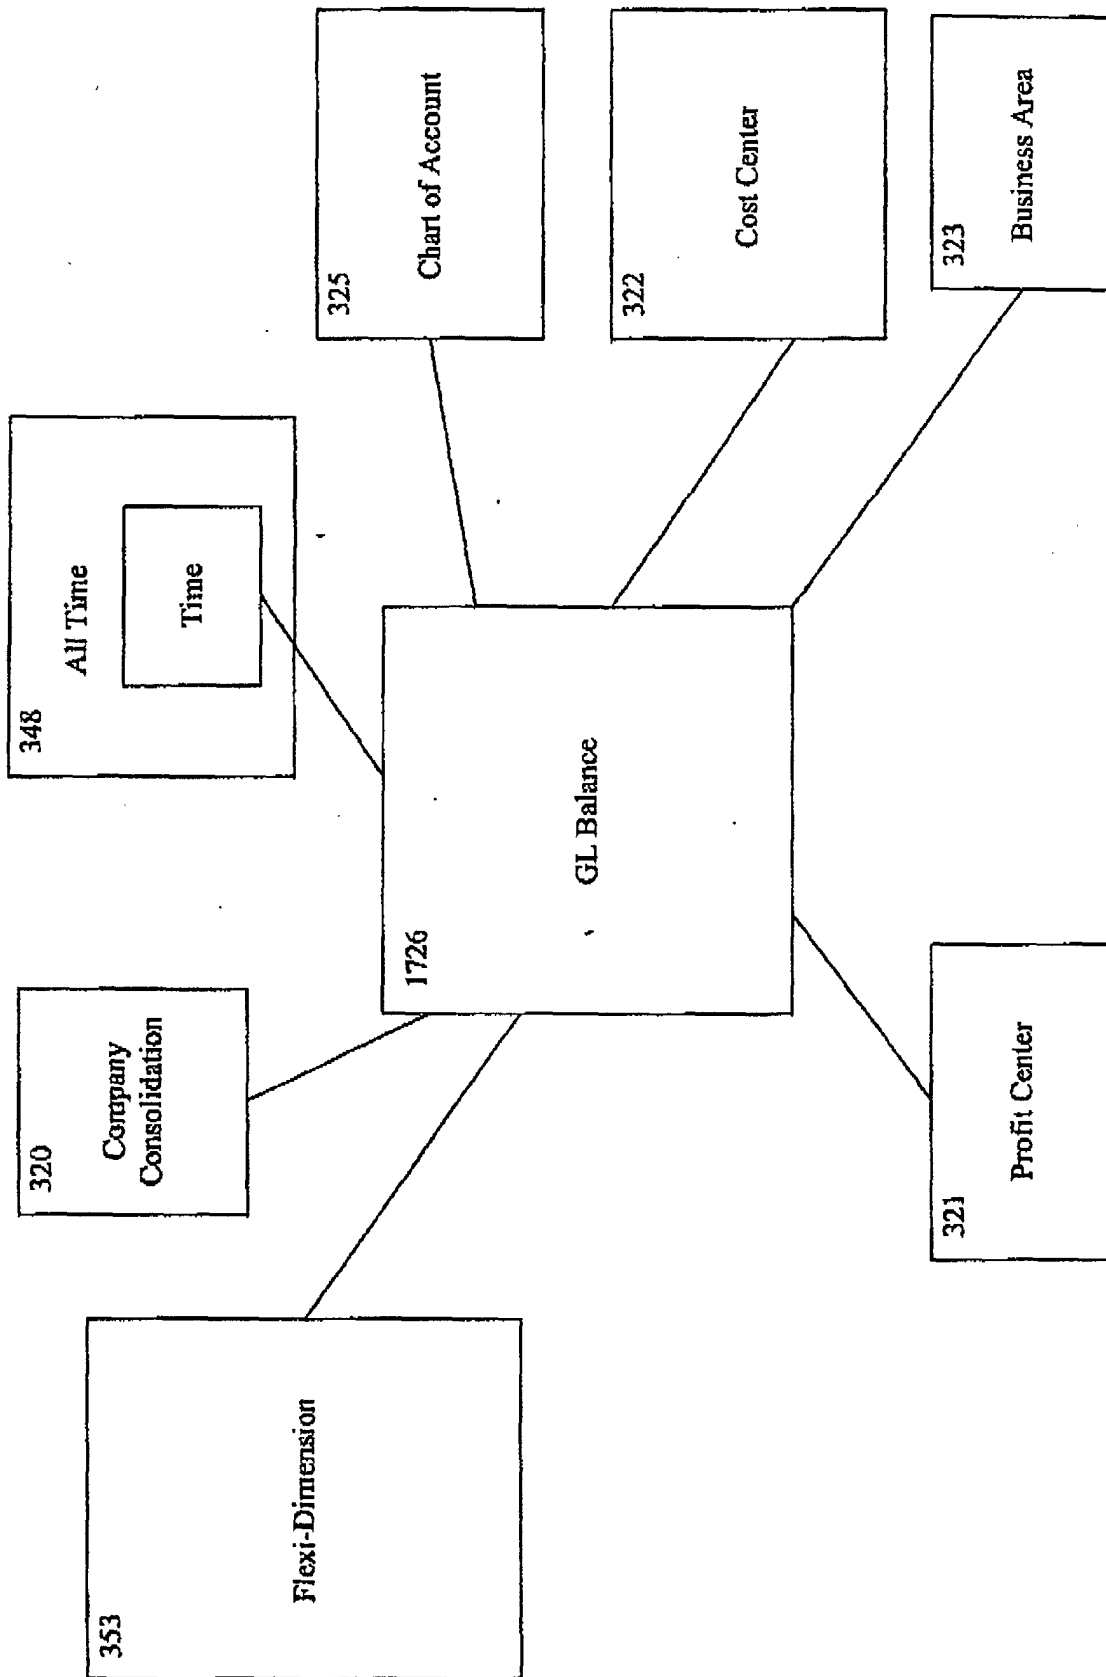 353
Flexi-Dimension
320
Company
Consolidation
348
All Time
Time
325
Chart of Account
322
Cost Center
323
Business Area
1726
GL Balance
321
Profit Center